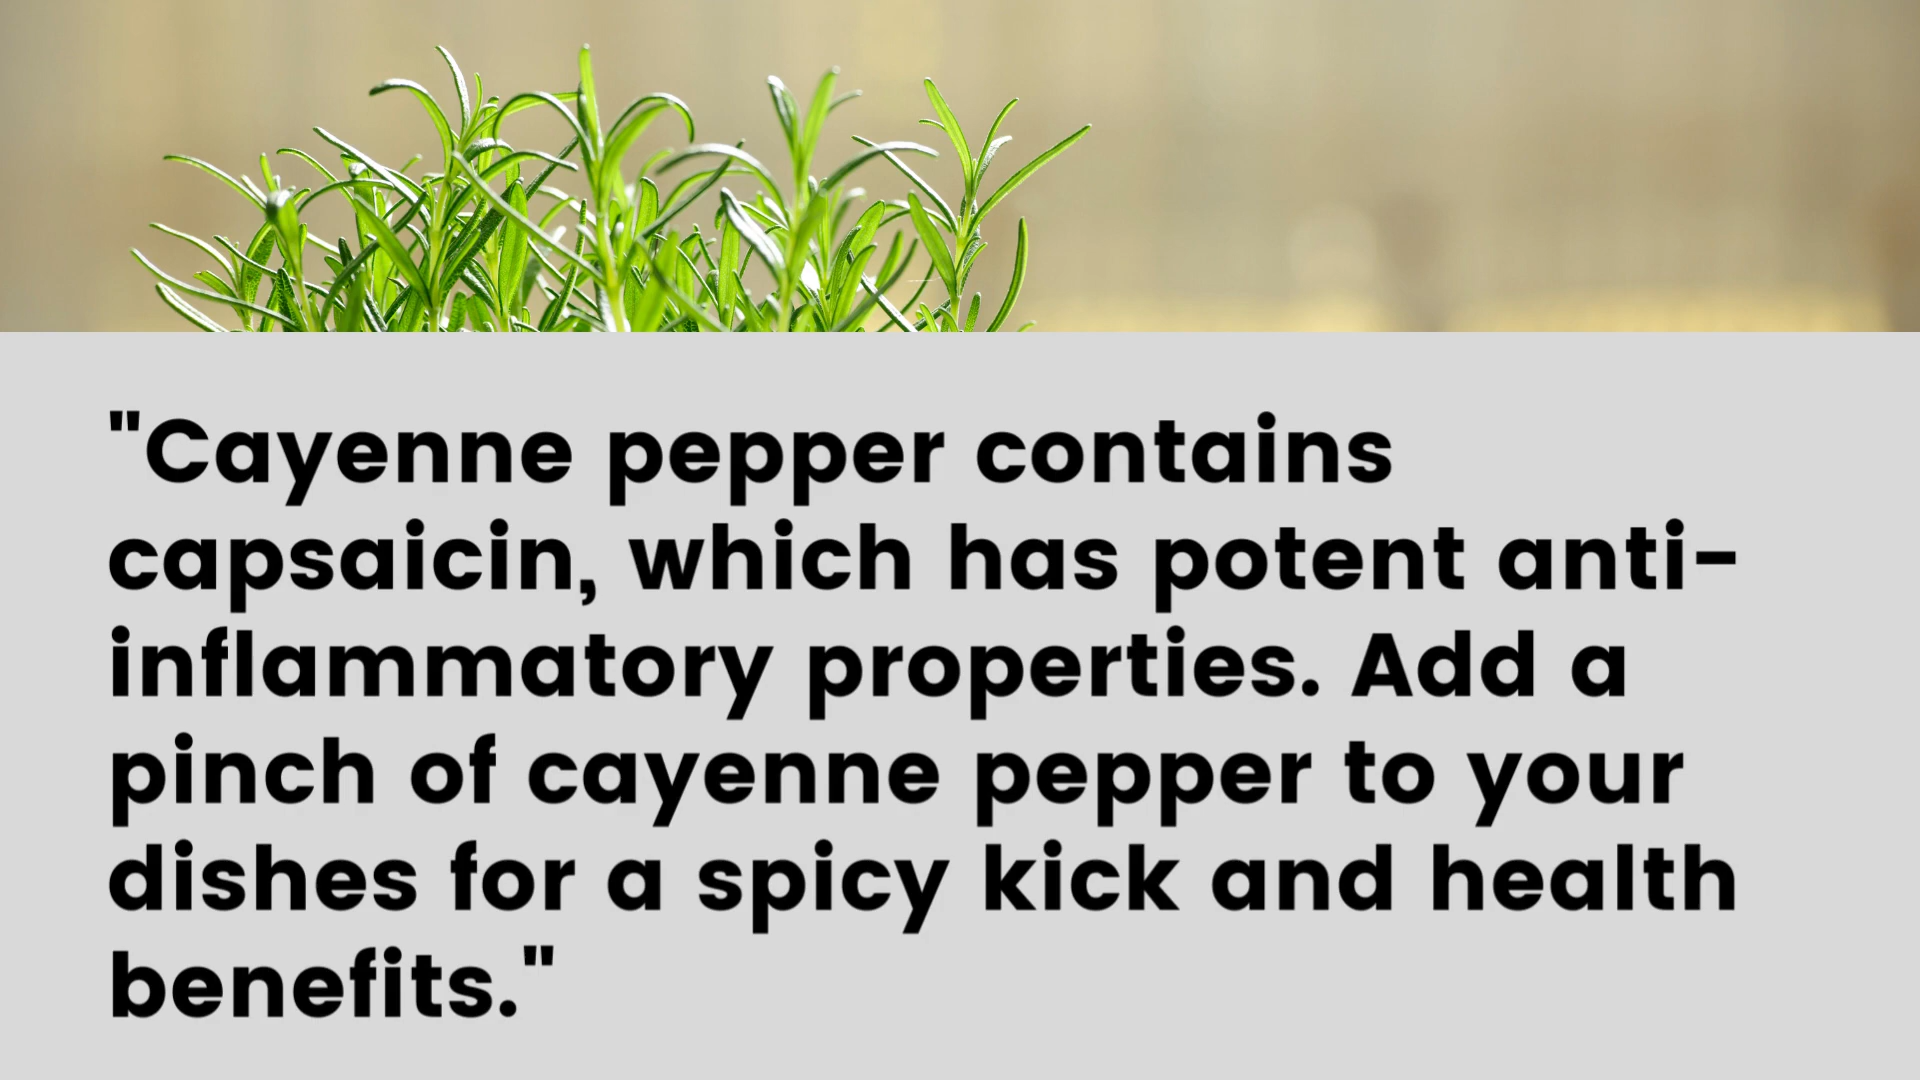 "Cayenne pepper contains
capsaicin, which has potent anti-
inflammatory properties. Add a
pinch of cayenne pepper to your
dishes for a spicy kick and health
benefits."